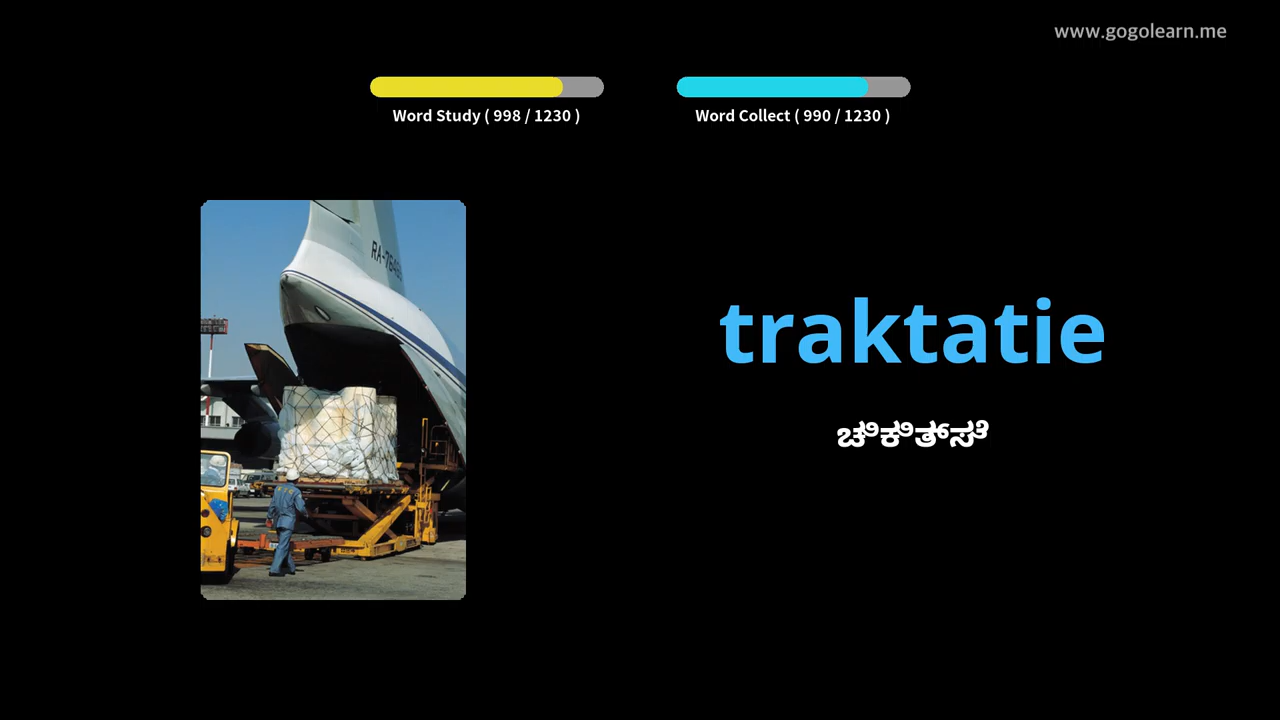 www.gogolearn.me
Word Study ( 998 / 1230 )
Word Collect ( 990 / 1230 )
traktatie
ಚಿಕಿತ್ಸೆ